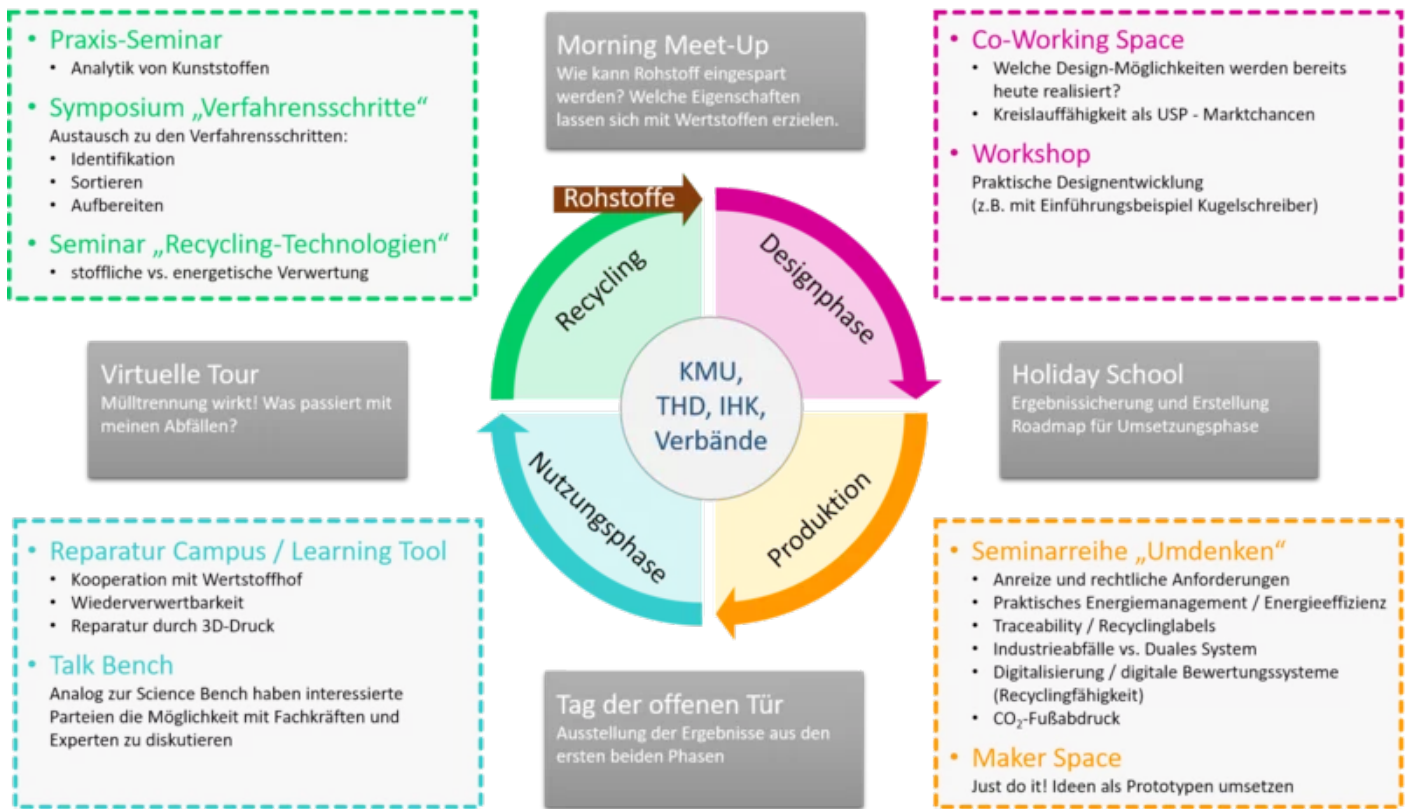 • Praxis-Seminar
• Analytik von Kunststoffen
• Symposium „Verfahrensschritte“
Austausch zu den Verfahrensschritten:
• Identifikation
• Sortieren
• Aufbereiten
• Seminar „Recycling-Technologien“
• stoffliche vs. energetische Verwertung
Morning Meet-Up
Wie kann Rohstoff eingespart
werden? Welche Eigenschaften
lassen sich mit Wertstoffen erzielen.
• Co-Working Space
• Welche Design-Möglichkeiten werden bereits
heute realisiert?
• Kreislauffähigkeit als USP - Marktchancen
• Workshop
Praktische Designentwicklung
(z.B. mit Einführungsbeispiel Kugelschreiber)
Rohstoffe
Recycling
Designphase
Virtuelle Tour
Mülltrennung wirkt! Was passiert mit
meinen Abfällen?
KMU,
THD, IHK,
Verbände
Holiday School
Ergebnissicherung und Erstellung
Roadmap für Umsetzungsphase
Nutzungsphase
Produktion
• Reparatur Campus / Learning Tool
• Kooperation mit Wertstoffhof
• Wiederverwertbarkeit
• Reparatur durch 3D-Druck
• Talk Bench
Analog zur Science Bench haben interessierte
Parteien die Möglichkeit mit Fachkräften und
Experten zu diskutieren
Tag der offenen Tür
Ausstellung der Ergebnisse aus den
ersten beiden Phasen
• Seminarreihe „Umdenken“
• Anreize und rechtliche Anforderungen
• Praktisches Energiemanagement / Energieeffizienz
• Traceability / Recyclinglabels
• Industrieabfälle vs. Duales System
• Digitalisierung / digitale Bewertungssysteme
(Recyclingfähigkeit)
• CO₂-Fußabdruck
• Maker Space
Just do it! Ideen als Prototypen umsetzen